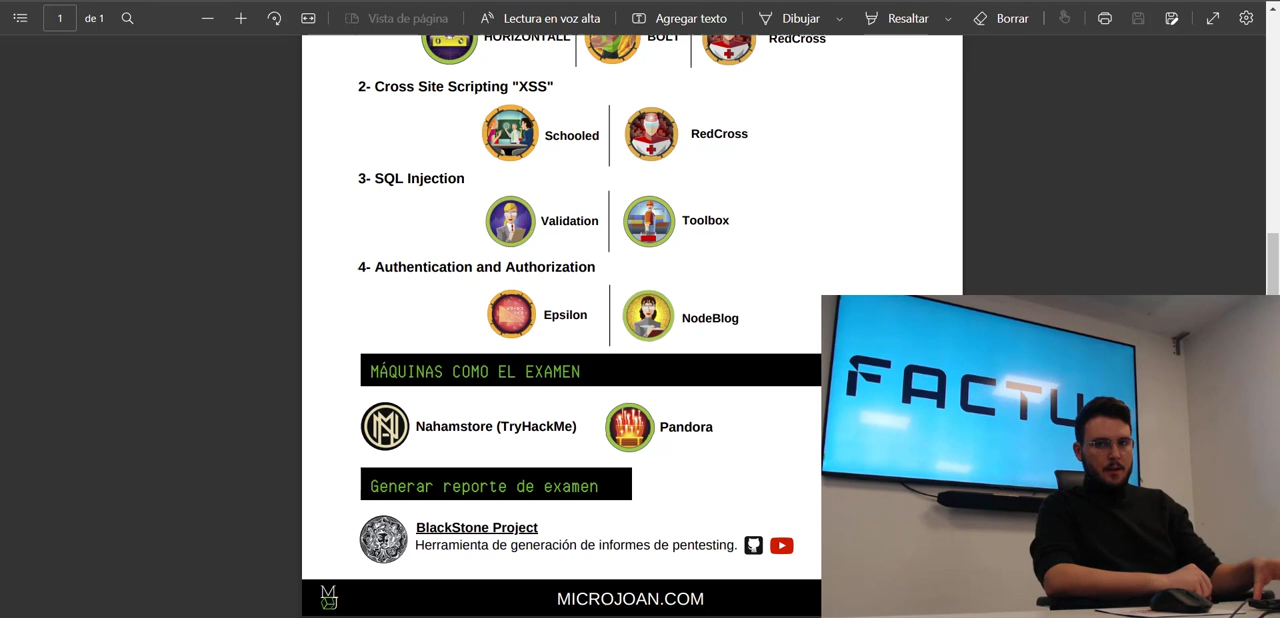 1 de 1
Vista de página
Lectura en voz alta
Agregar texto
Dibujar
Resaltar
Borrar
HORIZONTALL
BOLT
RedCross
2- Cross Site Scripting "XSS"
Schooled
RedCross
3- SQL Injection
Validation
Toolbox
4- Authentication and Authorization
Epsilon
NodeBlog
MÁQUINAS COMO EL EXAMEN
Nahamstore (TryHackMe)
Pandora
Generar reporte de examen
BlackStone Project
Herramienta de generación de informes de pentesting.
MICROJOAN.COM
FACTU